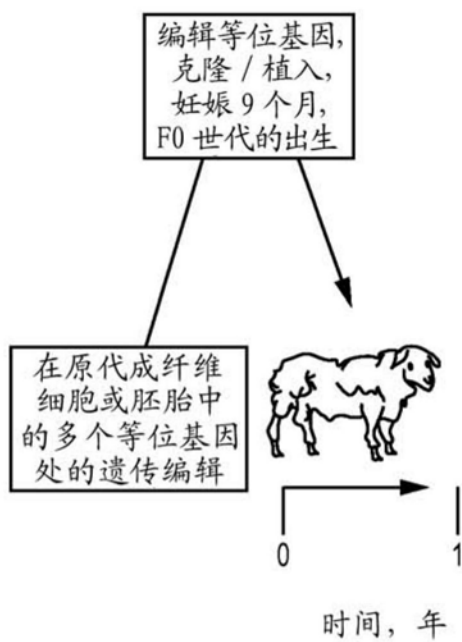 编辑等位基因,
克隆 / 植入,
妊娠 9 个月,
F0 世代的出生
在原代成纤维
细胞或胚胎中
的多个等位基因
处的遗传编辑
0
1
时间, 年